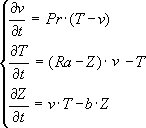 ∂v/∂t = Pr·(T − v)
∂T/∂t = (Ra − Z)· v − T
∂Z/∂t = v·T − b·Z